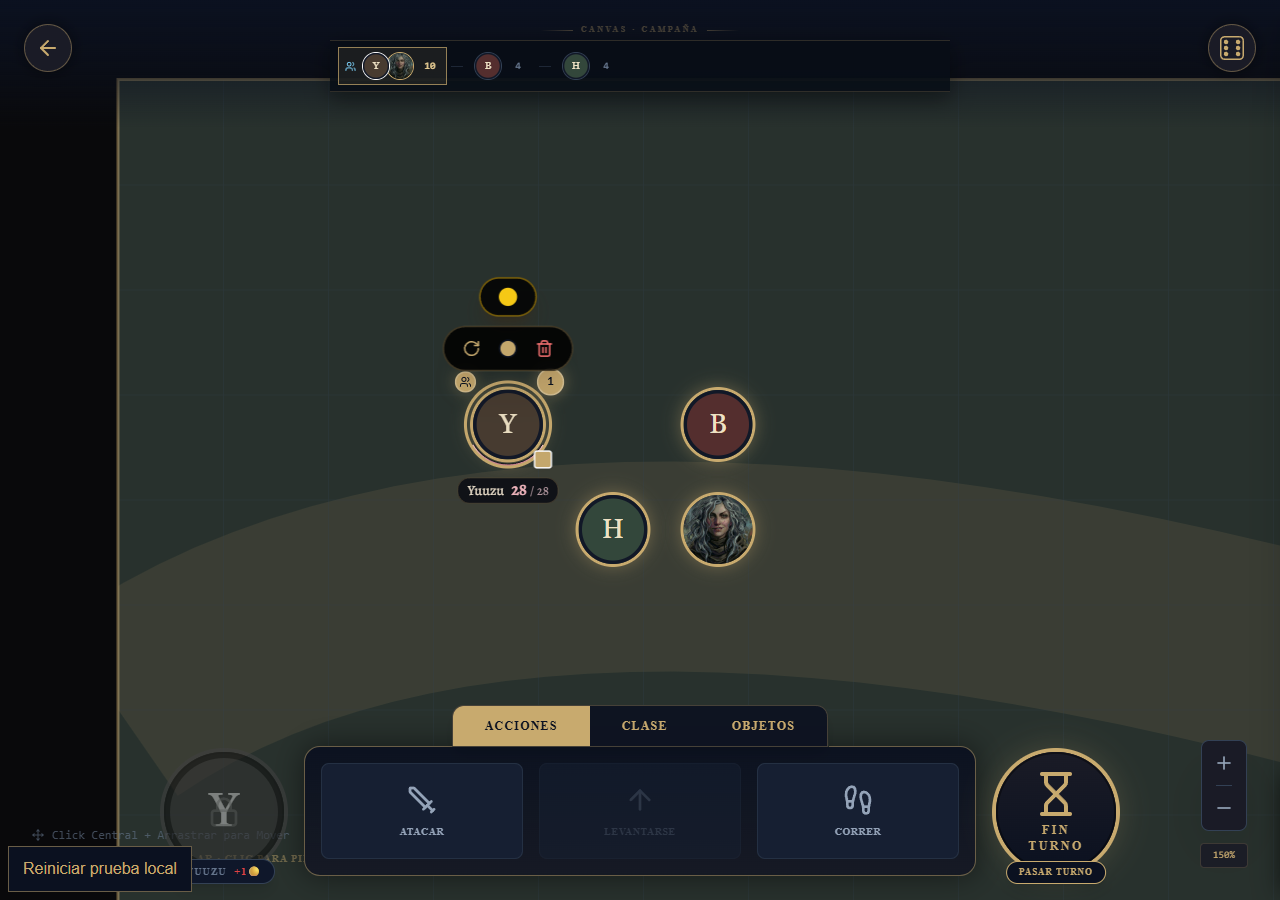 CANVAS · CAMPAÑA
Y 10 B 4 H 4
1
Y
B
Yuuzu 28 / 28
H
ACCIONES CLASE OBJETOS
ATACAR
LEVANTARSE
CORRER
Y
Click Central + Arrastrar para Mover
Reiniciar prueba local
+1
FIN
TURNO
PASAR TURNO
150%